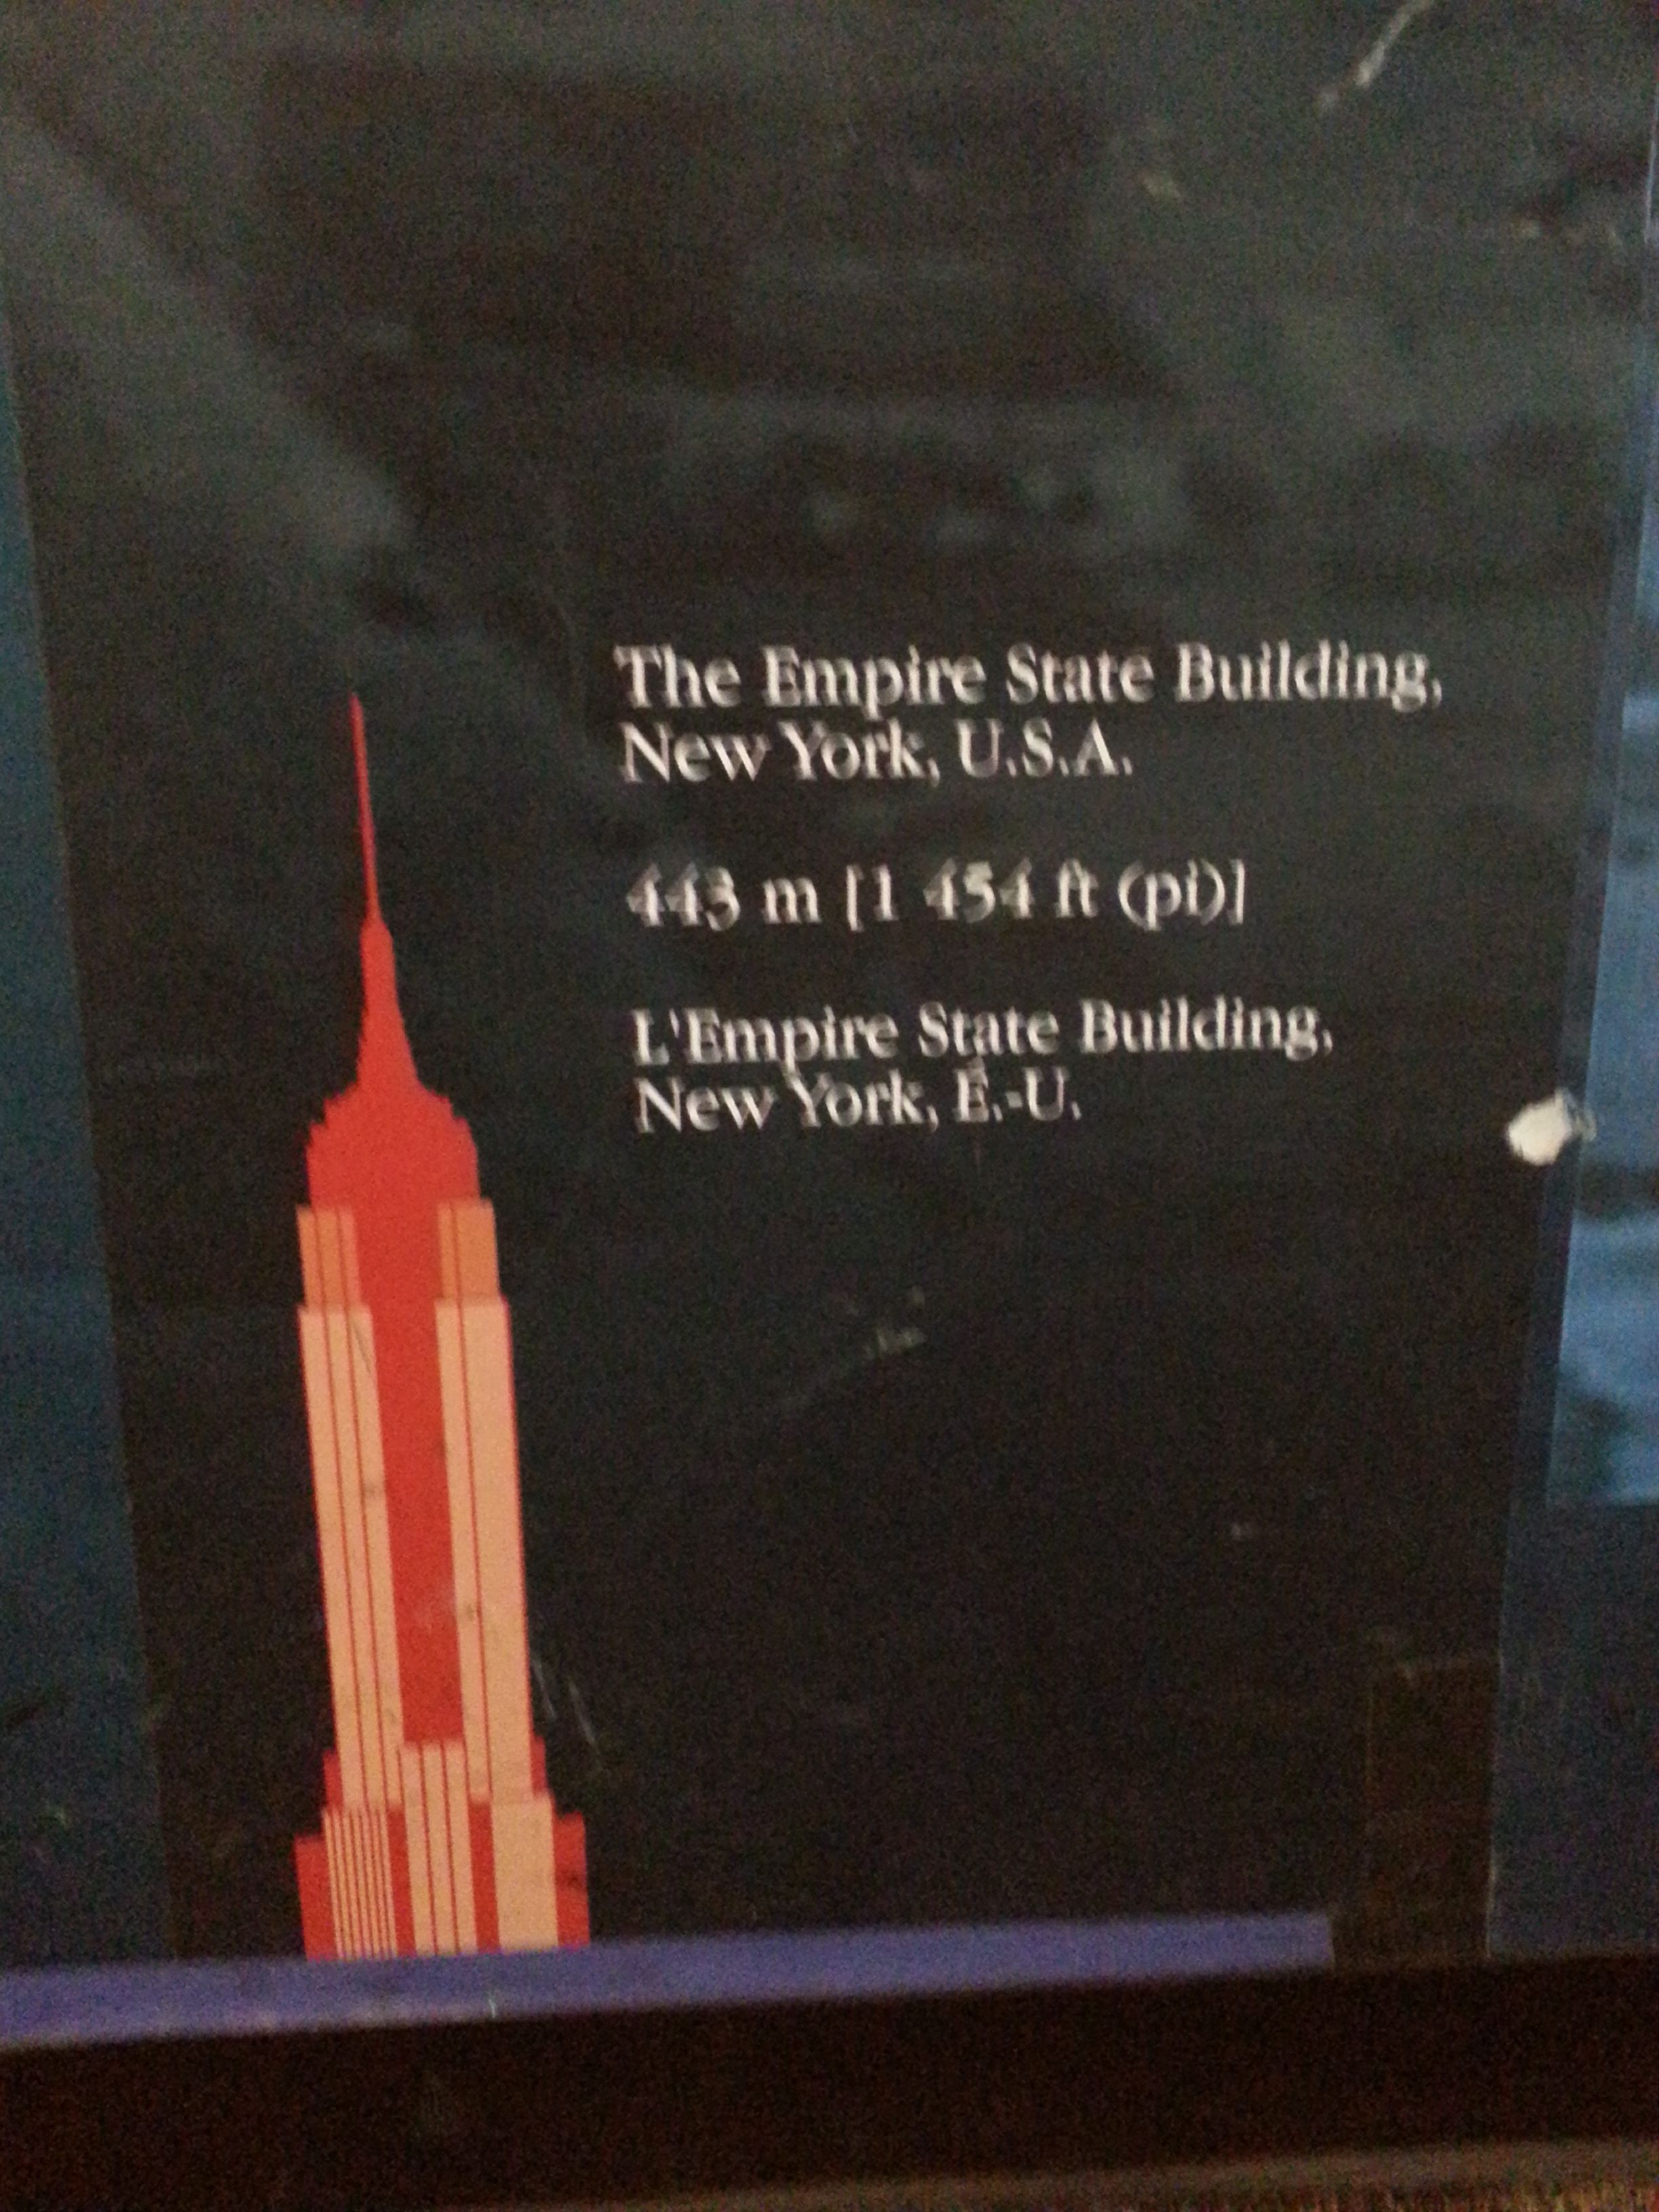 The Empire State Building,
New York, U.S.A.
443 m [1 454 ft (pi)]
L'Empire State Building,
New York, É.-U.